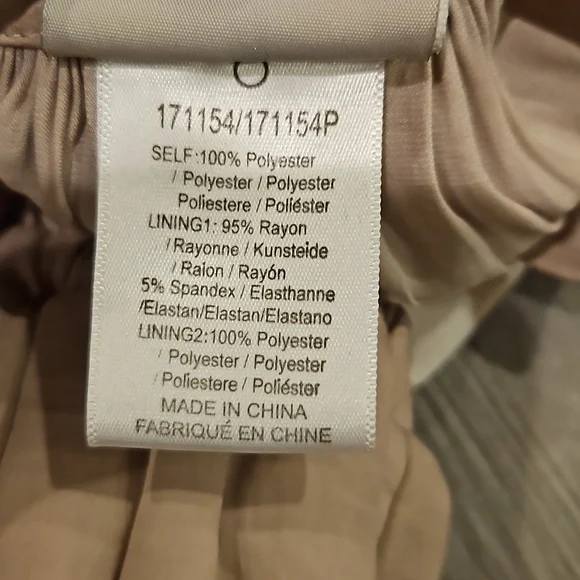 171154/171154P
SELF:100% Polyester
/ Polyester / Polyester
Poliestere / Poliéster
LINING1: 95% Rayon
/Rayonne / Kunsteide
/ Raion / Rayón
5% Spandex / Elasthanne
/Elastan/Elastan/Elastano
LINING2:100% Polyester
/ Polyester / Polyester
/Poliestere / Poliéster
MADE IN CHINA
FABRIQUÉ EN CHINE